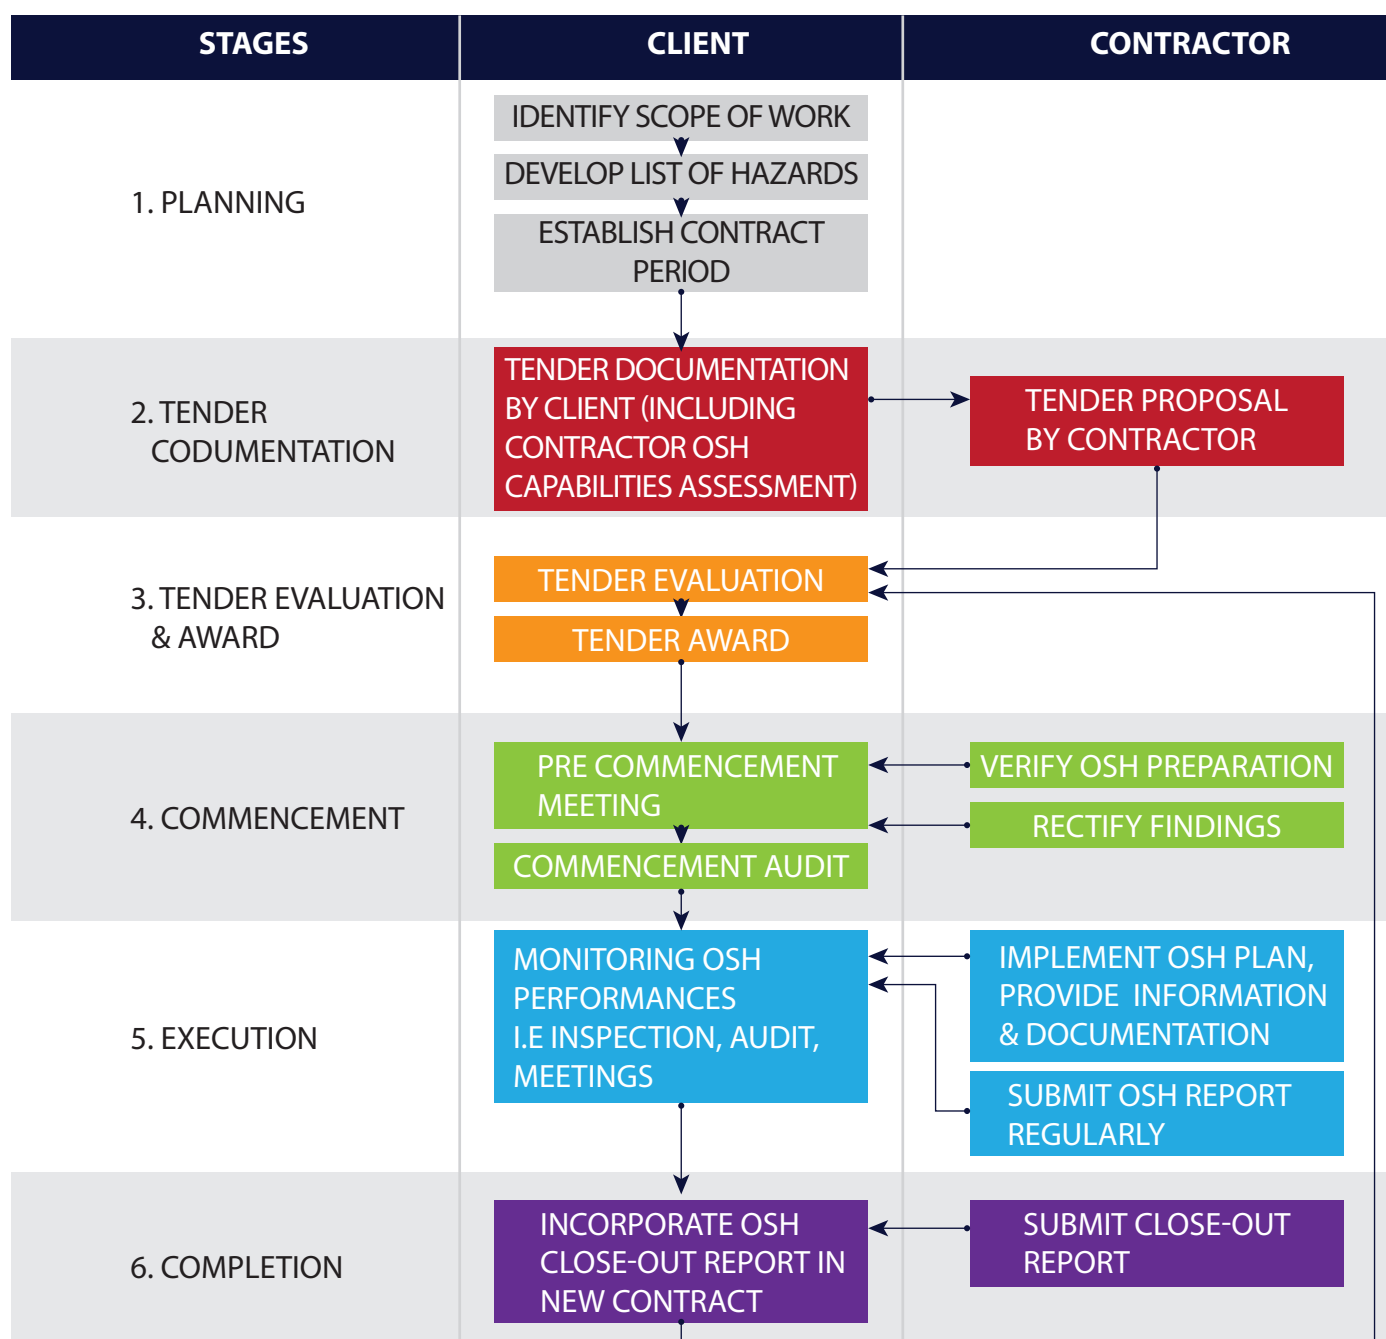 STAGES
CLIENT
CONTRACTOR
1. PLANNING
IDENTIFY SCOPE OF WORK
DEVELOP LIST OF HAZARDS
ESTABLISH CONTRACT
PERIOD
2. TENDER
CODUMENTATION
TENDER DOCUMENTATION
BY CLIENT (INCLUDING
CONTRACTOR OSH
CAPABILITIES ASSESSMENT)
TENDER PROPOSAL
BY CONTRACTOR
3. TENDER EVALUATION
& AWARD
TENDER EVALUATION
TENDER AWARD
4. COMMENCEMENT
PRE COMMENCEMENT
MEETING
COMMENCEMENT AUDIT
VERIFY OSH PREPARATION
RECTIFY FINDINGS
5. EXECUTION
MONITORING OSH
PERFORMANCES
I.E INSPECTION, AUDIT,
MEETINGS
IMPLEMENT OSH PLAN,
PROVIDE INFORMATION
& DOCUMENTATION
SUBMIT OSH REPORT
REGULARLY
6. COMPLETION
INCORPORATE OSH
CLOSE-OUT REPORT IN
NEW CONTRACT
SUBMIT CLOSE-OUT
REPORT